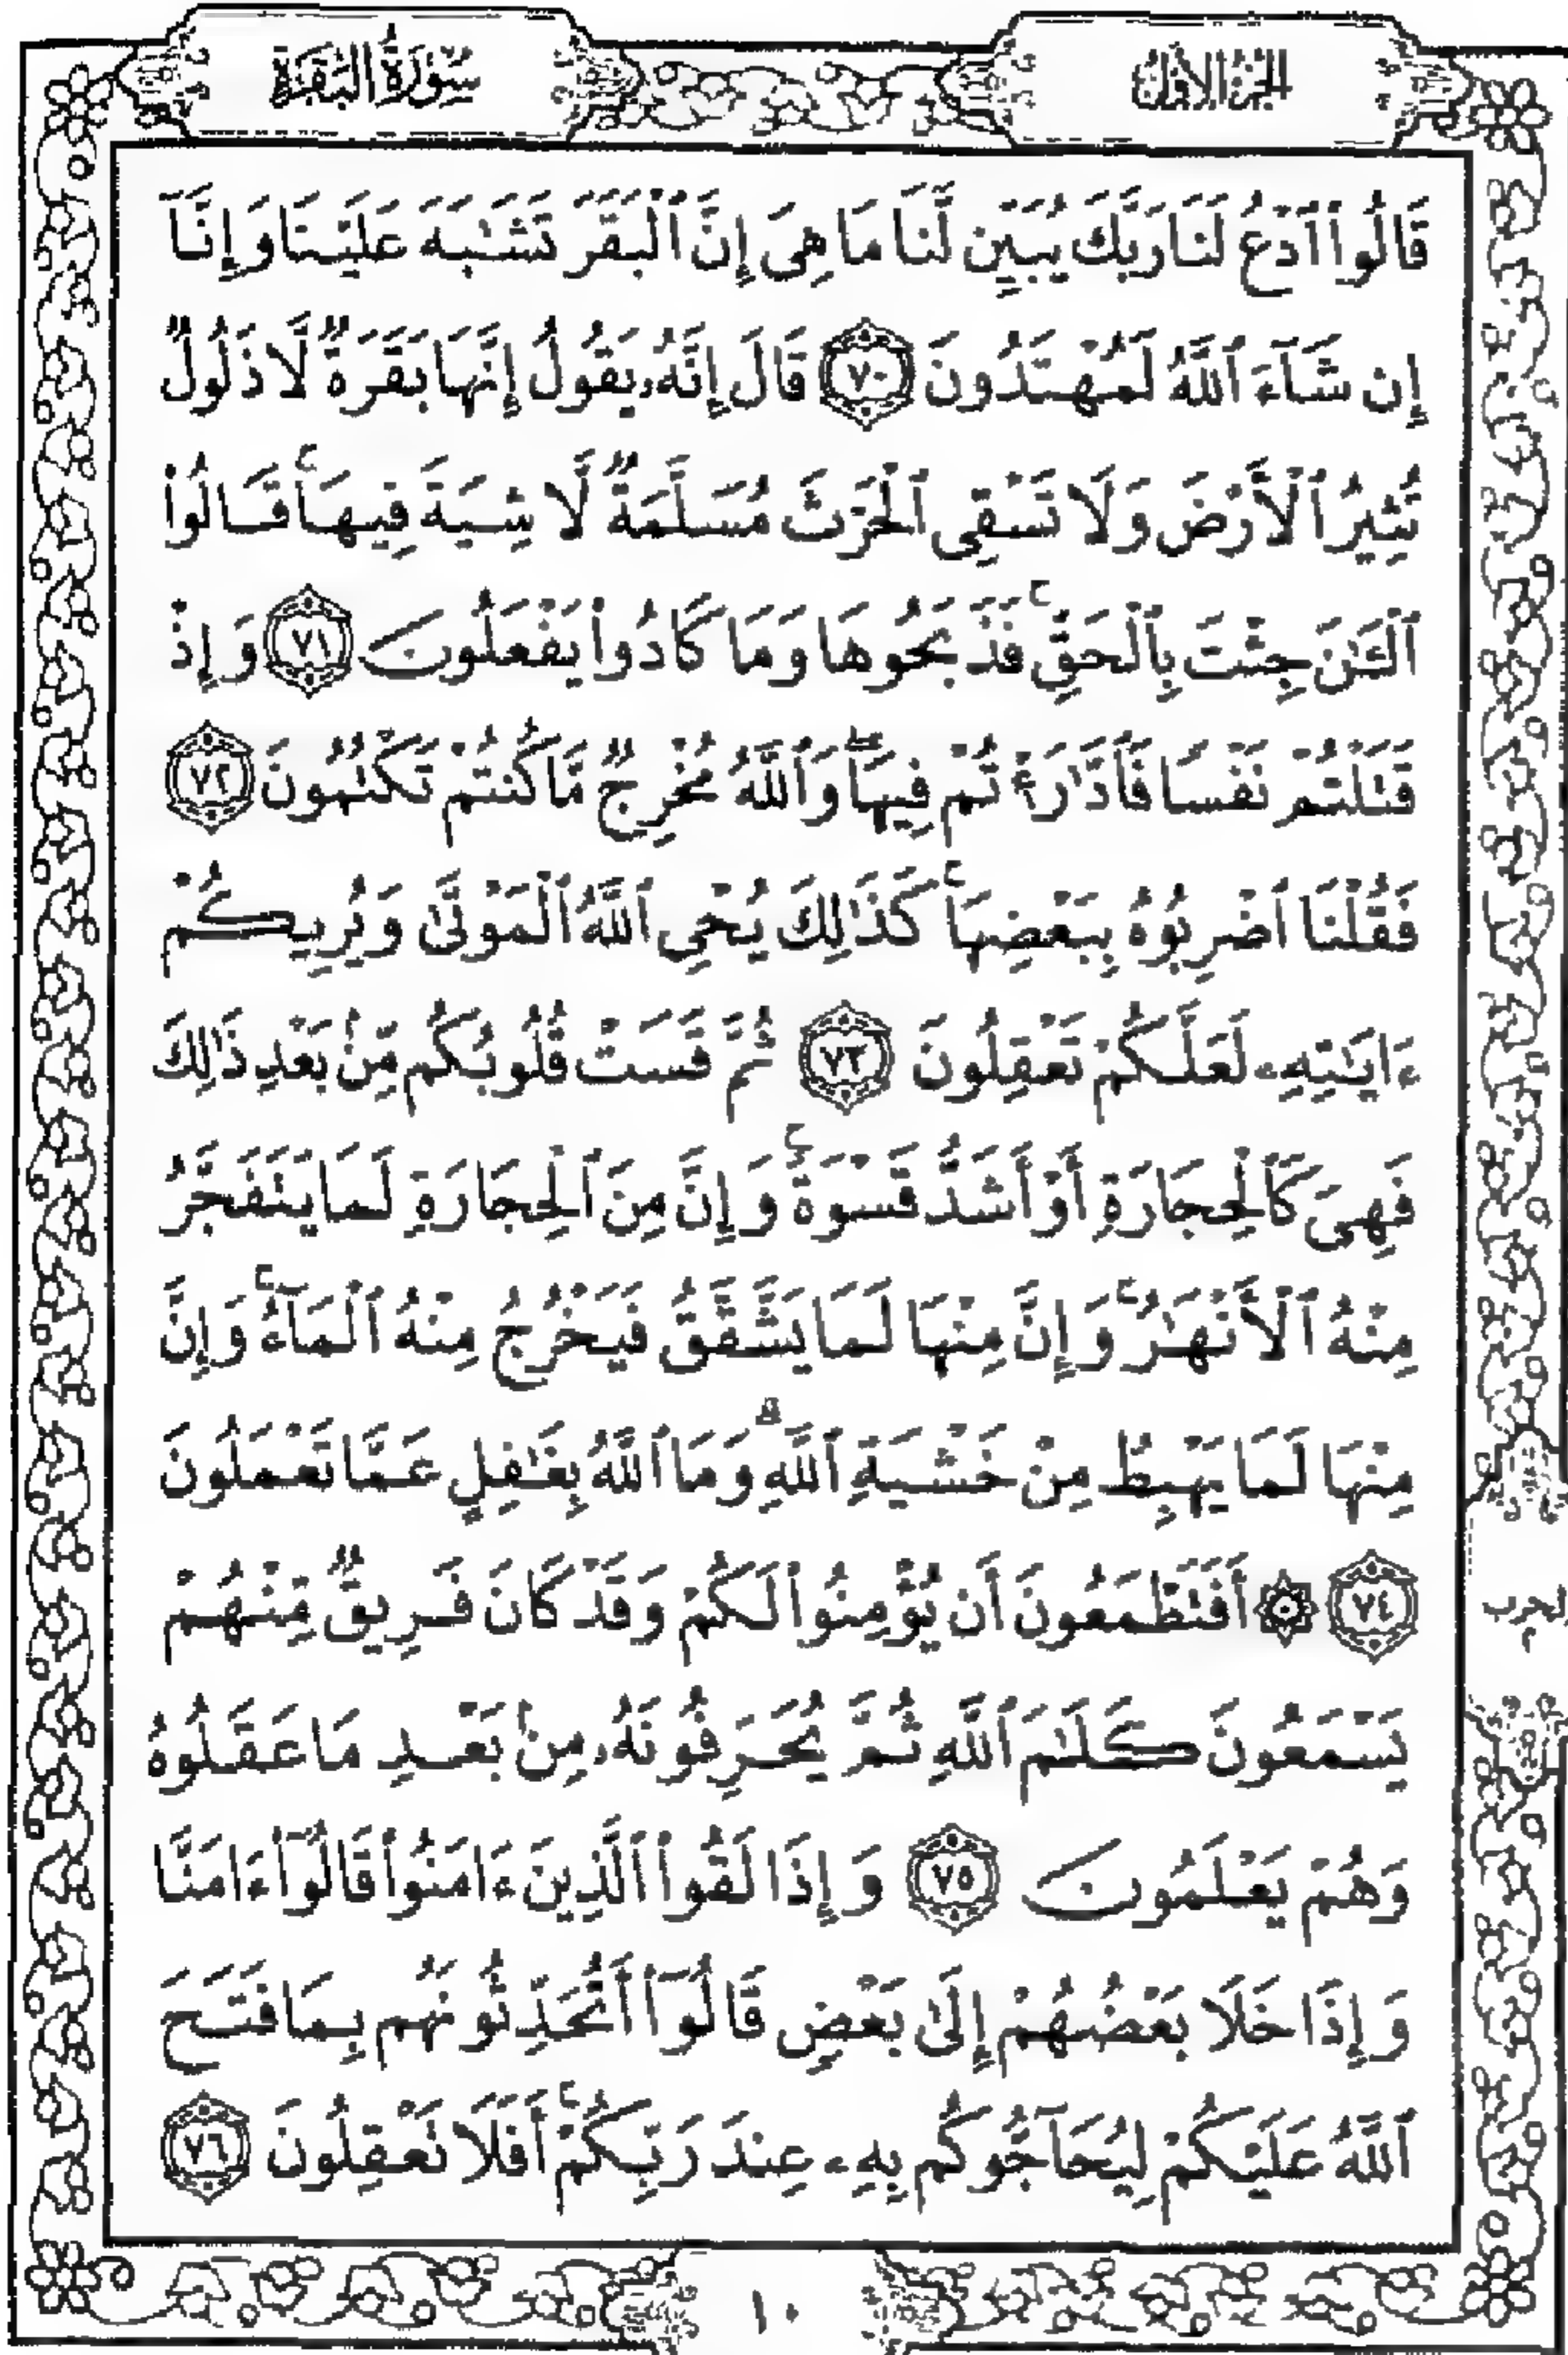 الجزء الأول
سورة البقرة
قَالُوا۟ ٱدْعُ لَنَا رَبَّكَ يُبَيِّن لَّنَا مَا هِىَ إِنَّ ٱلْبَقَرَ تَشَـٰبَهَ عَلَيْنَا وَإِنَّآ
إِن شَآءَ ٱللَّهُ لَمُهْتَدُونَ ٧٠ قَالَ إِنَّهُۥ يَقُولُ إِنَّهَا بَقَرَةٌ لَّا ذَلُولٌ
تُثِيرُ ٱلْأَرْضَ وَلَا تَسْقِى ٱلْحَرْثَ مُسَلَّمَةٌ لَّا شِيَةَ فِيهَا ۚ قَالُوا۟
ٱلْـَٔـٰنَ جِئْتَ بِٱلْحَقِّ ۚ فَذَبَحُوهَا وَمَا كَادُوا۟ يَفْعَلُونَ ٧١ وَإِذْ
قَتَلْتُمْ نَفْسًا فَٱدَّٰرَْٰٔتُمْ فِيهَا ۖ وَٱللَّهُ مُخْرِجٌ مَّا كُنتُمْ تَكْتُمُونَ ٧٢
فَقُلْنَا ٱضْرِبُوهُ بِبَعْضِهَا ۚ كَذَٰلِكَ يُحْىِ ٱللَّهُ ٱلْمَوْتَىٰ وَيُرِيكُمْ
ءَايَـٰتِهِۦ لَعَلَّكُمْ تَعْقِلُونَ ٧٣ ثُمَّ قَسَتْ قُلُوبُكُم مِّنۢ بَعْدِ ذَٰلِكَ
فَهِىَ كَٱلْحِجَارَةِ أَوْ أَشَدُّ قَسْوَةً ۚ وَإِنَّ مِنَ ٱلْحِجَارَةِ لَمَا يَتَفَجَّرُ
مِنْهُ ٱلْأَنْهَـٰرُ ۚ وَإِنَّ مِنْهَا لَمَا يَشَّقَّقُ فَيَخْرُجُ مِنْهُ ٱلْمَآءُ ۚ وَإِنَّ
مِنْهَا لَمَا يَهْبِطُ مِنْ خَشْيَةِ ٱللَّهِ ۗ وَمَا ٱللَّهُ بِغَـٰفِلٍ عَمَّا تَعْمَلُونَ
٧٤ ۞ أَفَتَطْمَعُونَ أَن يُؤْمِنُوا۟ لَكُمْ وَقَدْ كَانَ فَرِيقٌ مِّنْهُمْ
يَسْمَعُونَ كَلَـٰمَ ٱللَّهِ ثُمَّ يُحَرِّفُونَهُۥ مِنۢ بَعْدِ مَا عَقَلُوهُ
وَهُمْ يَعْلَمُونَ ٧٥ وَإِذَا لَقُوا۟ ٱلَّذِينَ ءَامَنُوا۟ قَالُوٓا۟ ءَامَنَّا
وَإِذَا خَلَا بَعْضُهُمْ إِلَىٰ بَعْضٍ قَالُوٓا۟ أَتُحَدِّثُونَهُم بِمَا فَتَحَ
ٱللَّهُ عَلَيْكُمْ لِيُحَآجُّوكُم بِهِۦ عِندَ رَبِّكُمْ ۚ أَفَلَا تَعْقِلُونَ ٧٦
١٠